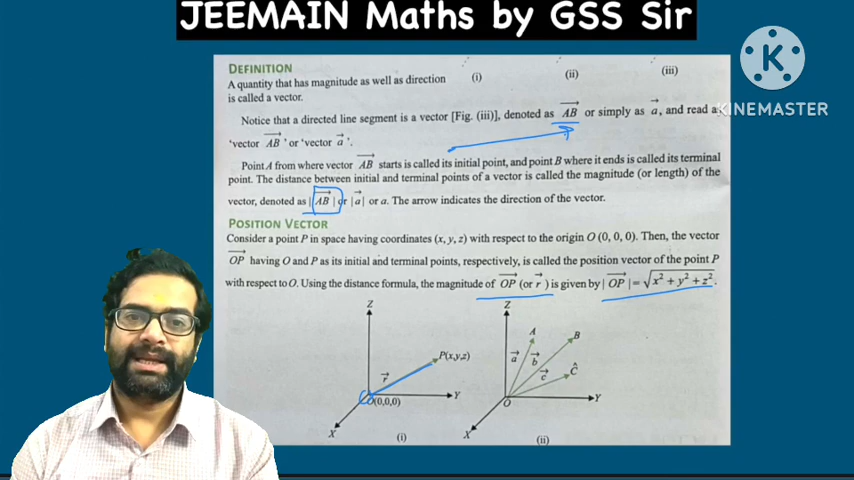 JEEMAIN Maths by GSS Sir
K
KINEMASTER
DEFINITION
A quantity that has magnitude as well as direction
(i) (ii) (iii)
is called a vector.
Notice that a directed line segment is a vector [Fig. (iii)], denoted as AB⃗ or simply as a⃗, and read a
'vector AB⃗' or 'vector a⃗'.
Point A from where vector AB⃗ starts is called its initial point, and point B where it ends is called its terminal
point. The distance between initial and terminal points of a vector is called the magnitude (or length) of the
vector, denoted as |AB⃗| or |a⃗| or a. The arrow indicates the direction of the vector.
POSITION VECTOR
Consider a point P in space having coordinates (x, y, z) with respect to the origin O (0, 0, 0). Then, the vector
OP⃗ having O and P as its initial and terminal points, respectively, is called the position vector of the point P
with respect to O. Using the distance formula, the magnitude of OP⃗ (or r⃗) is given by |OP⃗| = √x² + y² + z².
Z
P(x,y,z)
r⃗
O(0,0,0)
Y
X
(i)
Z
A
B
a⃗
b⃗
c⃗
Ĉ
O
Y
X
(ii)